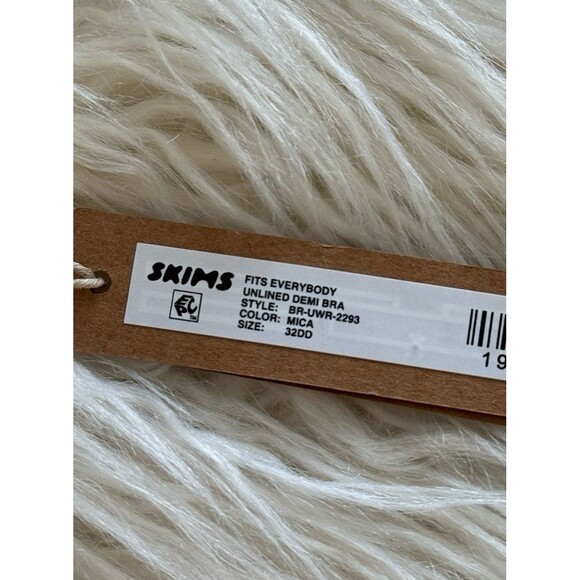 SKIMS
FITS EVERYBODY
UNLINED DEMI BRA
STYLE: BR-UWR-2293
COLOR: MICA
SIZE: 32DD
19